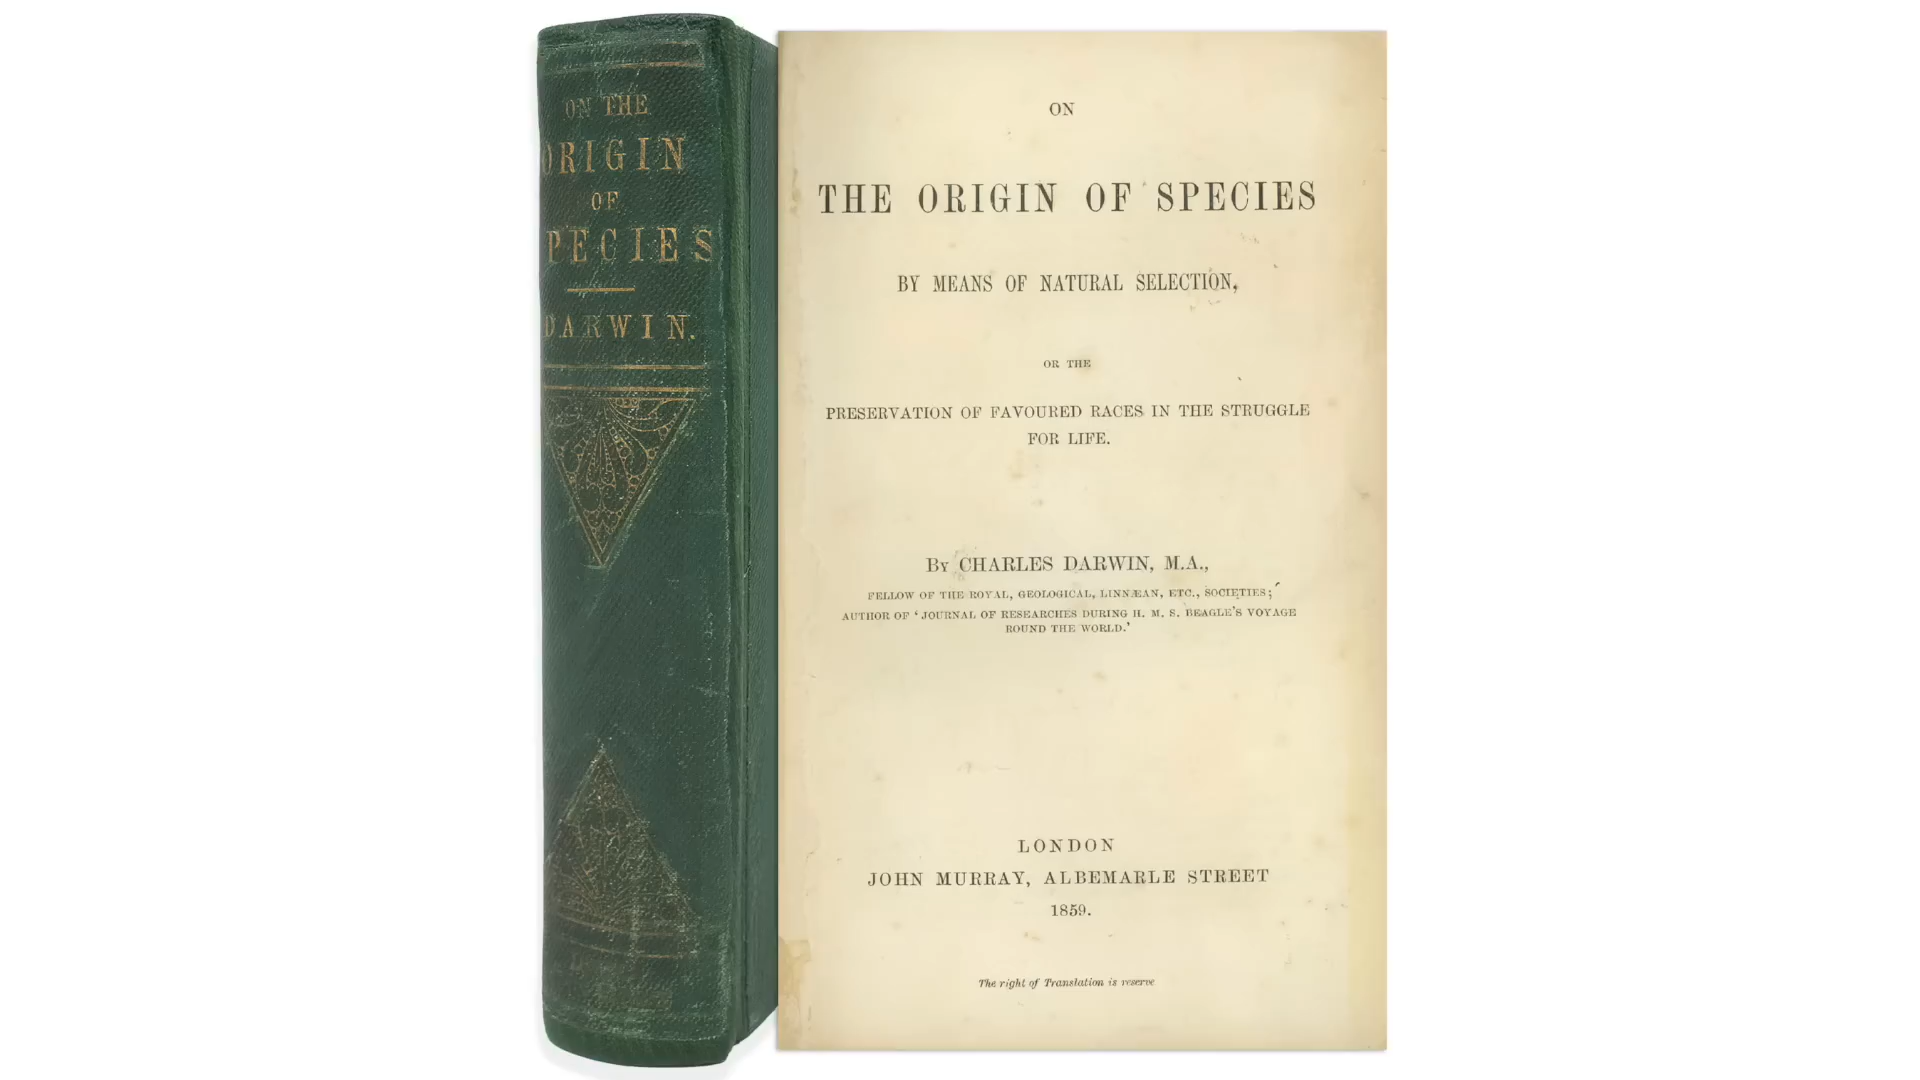 ON THE
ORIGIN
OF
SPECIES
DARWIN.
ON
THE ORIGIN OF SPECIES
BY MEANS OF NATURAL SELECTION,
OR THE
PRESERVATION OF FAVOURED RACES IN THE STRUGGLE
FOR LIFE.
BY CHARLES DARWIN, M.A.,
FELLOW OF THE ROYAL, GEOLOGICAL, LINNÆAN, ETC., SOCIETIES;
AUTHOR OF ‘JOURNAL OF RESEARCHES DURING H. M. S. BEAGLE’S VOYAGE
ROUND THE WORLD.’
LONDON
JOHN MURRAY, ALBEMARLE STREET
1859.
The right of Translation is reserve